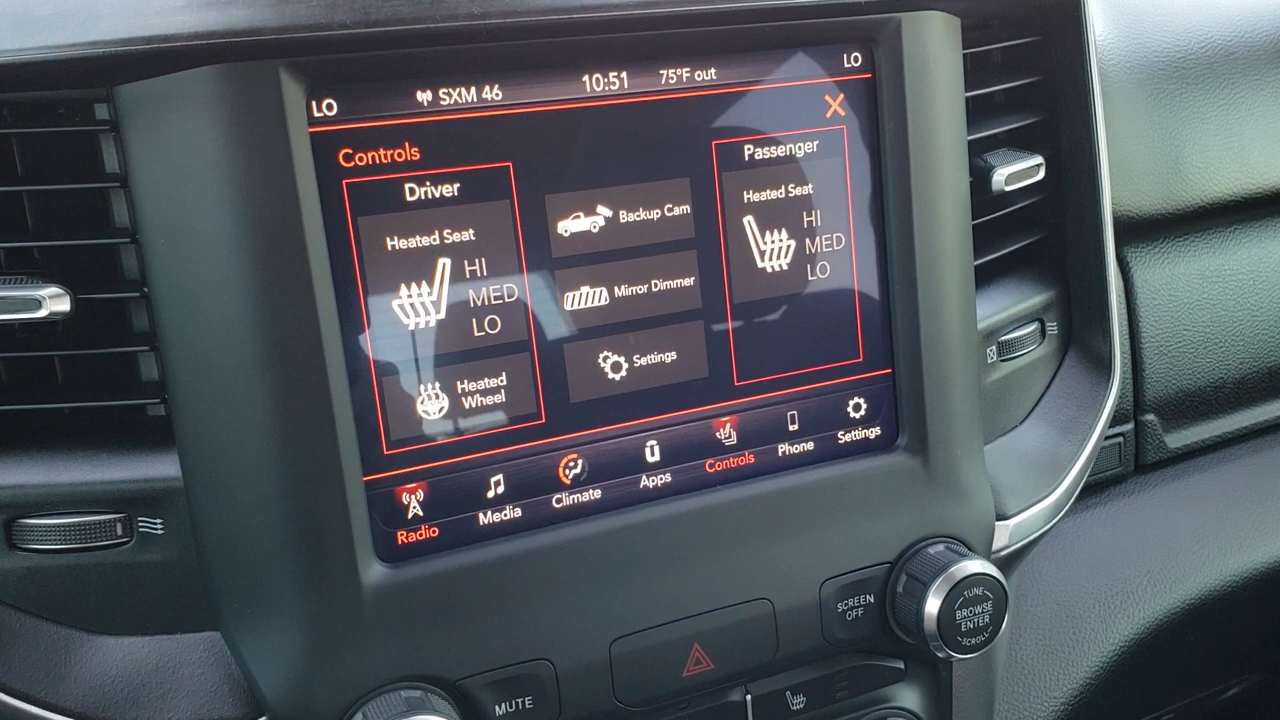 LO
SXM 46
10:51
75°F out
LO
Controls
Driver
Heated Seat
HI
MED
LO
Heated
Wheel
Backup Cam
Mirror Dimmer
Settings
Passenger
Heated Seat
HI
MED
LO
Radio
Media
Climate
Apps
Controls
Phone
Settings
SCREEN
OFF
TUNE
BROWSE
ENTER
SCROLL
MUTE